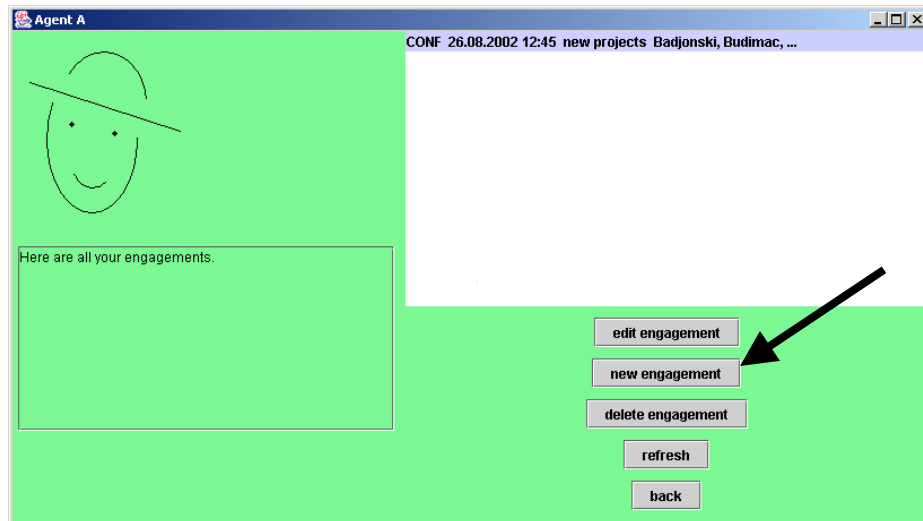 Agent A
CONF 26.08.2002 12:45 new projects Badjonski, Budimac, ...
Here are all your engagements.
edit engagement
new engagement
delete engagement
refresh
back